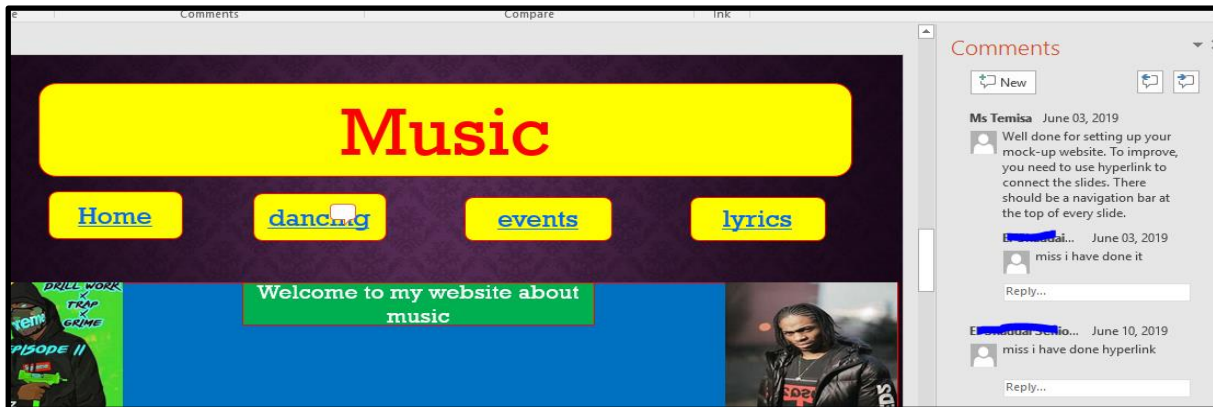 Comments Compare Ink
Music
Home dancing events lyrics
DRILL WORK
X
TRAP
X
GRIME
EPISODE II
Welcome to my website about
music
Comments
New
Ms Temisa June 03, 2019
Well done for setting up your
mock-up website. To improve,
you need to use hyperlink to
connect the slides. There
should be a navigation bar at
the top of every slide.
June 03, 2019
miss i have done it
Reply...
June 10, 2019
miss i have done hyperlink
Reply...